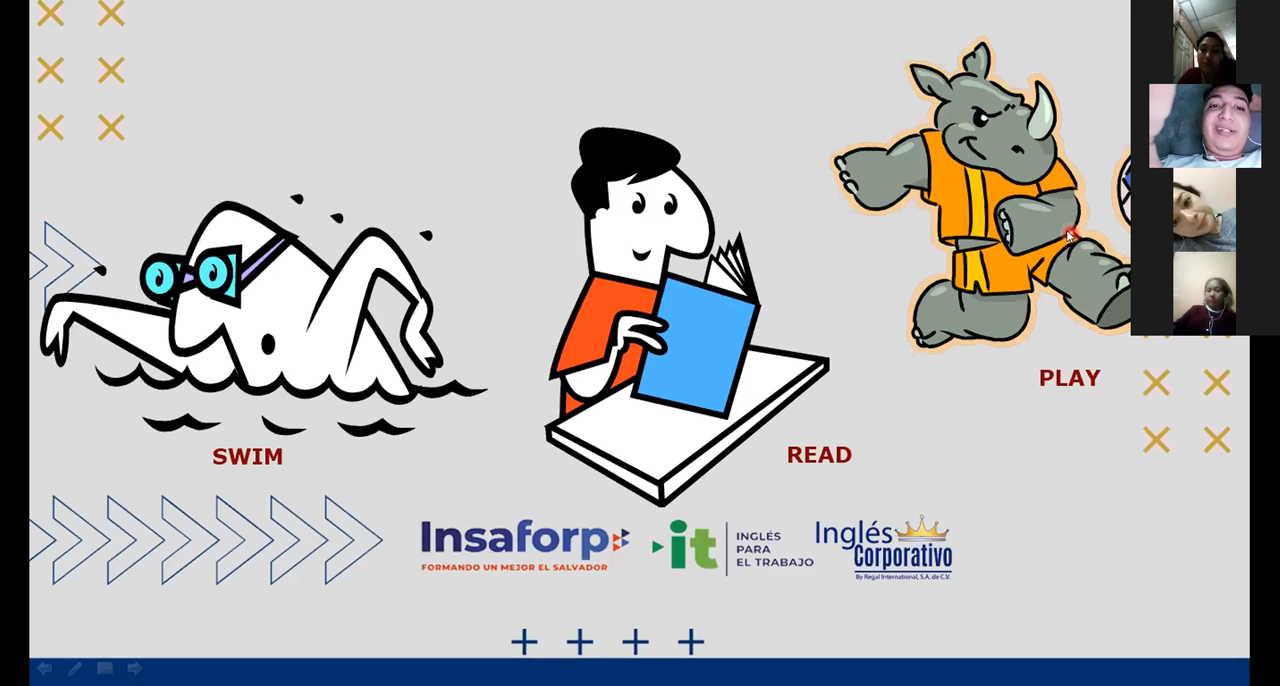 PLAY
SWIM
READ
Insaforp
FORMANDO UN MEJOR EL SALVADOR
it
INGLÉS
PARA
EL TRABAJO
Inglés
Corporativo
By Regal International, S.A. de C.V.